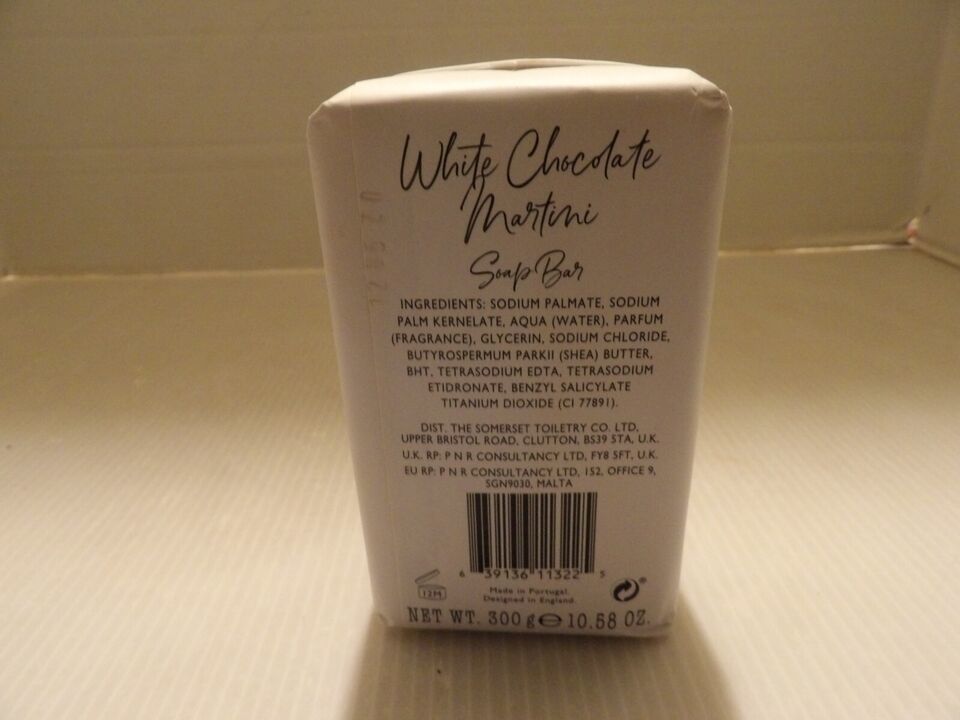 White Chocolate
Martini
Soap Bar
INGREDIENTS: SODIUM PALMATE, SODIUM
PALM KERNELATE, AQUA (WATER), PARFUM
(FRAGRANCE), GLYCERIN, SODIUM CHLORIDE,
BUTYROSPERMUM PARKII (SHEA) BUTTER,
BHT, TETRASODIUM EDTA, TETRASODIUM
ETIDRONATE, BENZYL SALICYLATE
TITANIUM DIOXIDE (CI 77891).
DIST. THE SOMERSET TOILETRY CO. LTD,
UPPER BRISTOL ROAD, CLUTTON, BS39 5TA, U.K.
U.K. RP: P N R CONSULTANCY LTD, FY8 5FT, U.K.
EU RP: P N R CONSULTANCY LTD, 152, OFFICE 9,
SGN9030, MALTA
6 39136 11322 5
12M
Made in Portugal.
Designed in England.
NET WT. 300 g ℮ 10.58 OZ.